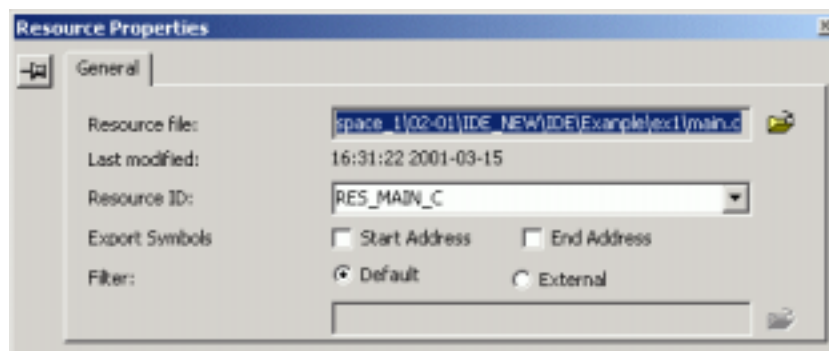 Resource Properties
General
Resource file: space_1\02-01\IDE_NEW\IDE\Example\ex1\main.c
Last modified: 16:31:22 2001-03-15
Resource ID: RES_MAIN_C
Export Symbols Start Address End Address
Filter: Default External